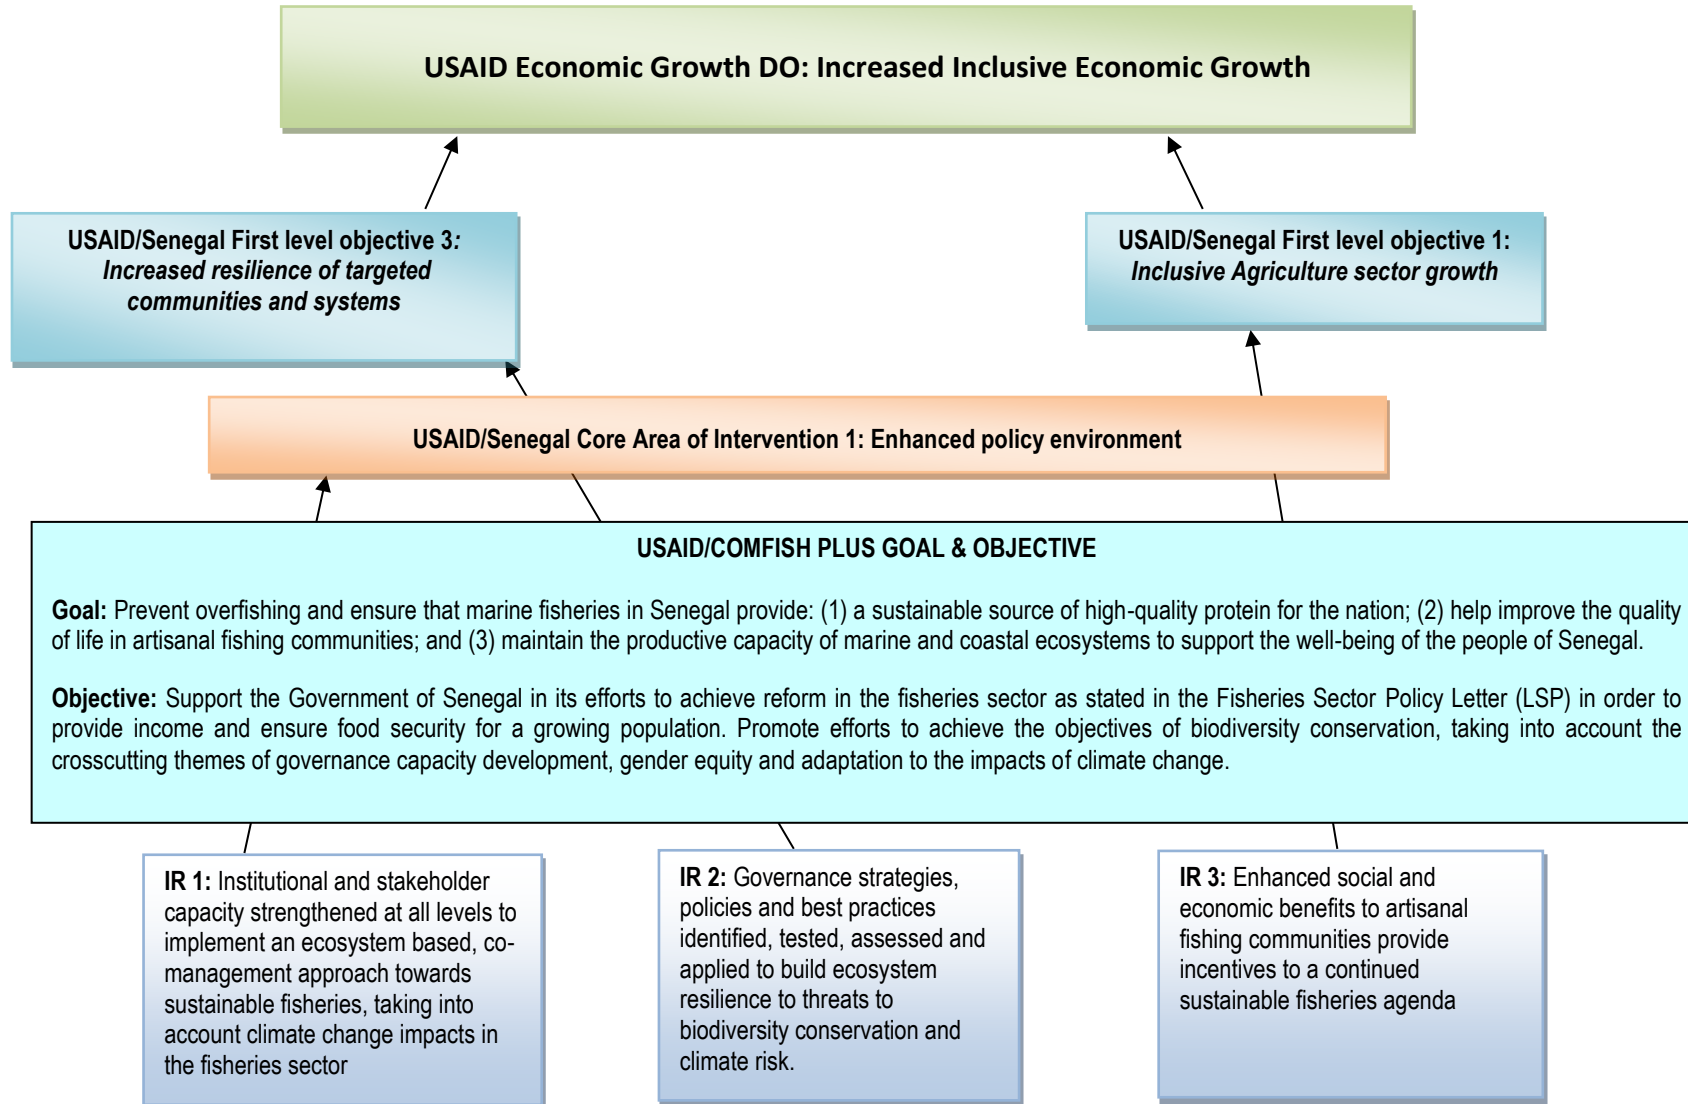 USAID Economic Growth DO: Increased Inclusive Economic Growth
USAID/Senegal First level objective 3:
Increased resilience of targeted
communities and systems
USAID/Senegal First level objective 1:
Inclusive Agriculture sector growth
USAID/Senegal Core Area of Intervention 1: Enhanced policy environment
USAID/COMFISH PLUS GOAL & OBJECTIVE
Goal: Prevent overfishing and ensure that marine fisheries in Senegal provide: (1) a sustainable source of high-quality protein for the nation; (2) help improve the quality
of life in artisanal fishing communities; and (3) maintain the productive capacity of marine and coastal ecosystems to support the well-being of the people of Senegal.
Objective: Support the Government of Senegal in its efforts to achieve reform in the fisheries sector as stated in the Fisheries Sector Policy Letter (LSP) in order to
provide income and ensure food security for a growing population. Promote efforts to achieve the objectives of biodiversity conservation, taking into account the
crosscutting themes of governance capacity development, gender equity and adaptation to the impacts of climate change.
IR 1: Institutional and stakeholder
capacity strengthened at all levels to
implement an ecosystem based, co-
management approach towards
sustainable fisheries, taking into
account climate change impacts in
the fisheries sector
IR 2: Governance strategies,
policies and best practices
identified, tested, assessed and
applied to build ecosystem
resilience to threats to
biodiversity conservation and
climate risk.
IR 3: Enhanced social and
economic benefits to artisanal
fishing communities provide
incentives to a continued
sustainable fisheries agenda